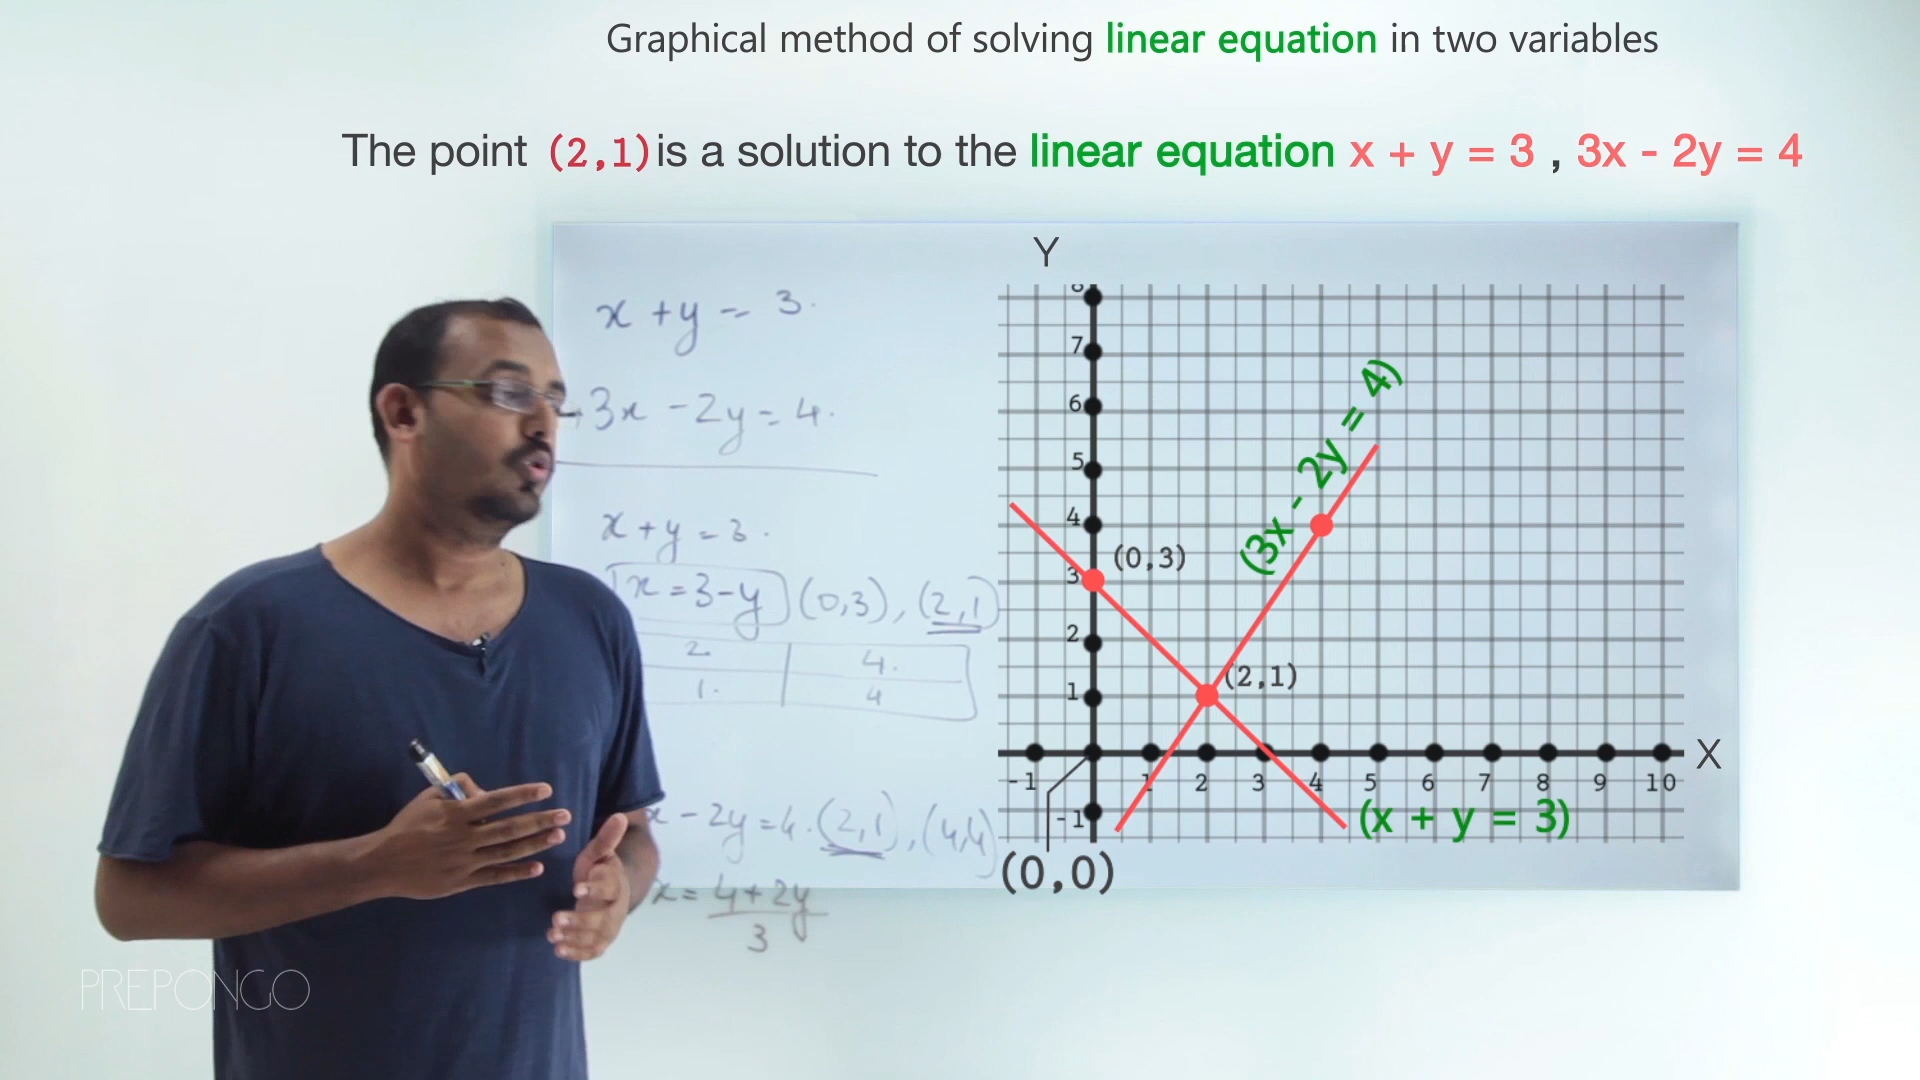 Graphical method of solving linear equation in two variables
The point (2,1) is a solution to the linear equation x + y = 3 , 3x - 2y = 4
x + y = 3.
3x - 2y = 4.
x + y = 3.
x = 3 - y (0,3), (2,1)
2 4.
1. 4
x - 2y = 4. (2,1), (4,4)
x = 4 + 2y
3
Y
8
7
6
5
4
3
2
1
-1
(0,3)
(2,1)
(3x - 2y = 4)
X
-1 1 2 3 4 5 6 7 8 9 10
(x + y = 3)
(0,0)
PREPONGO